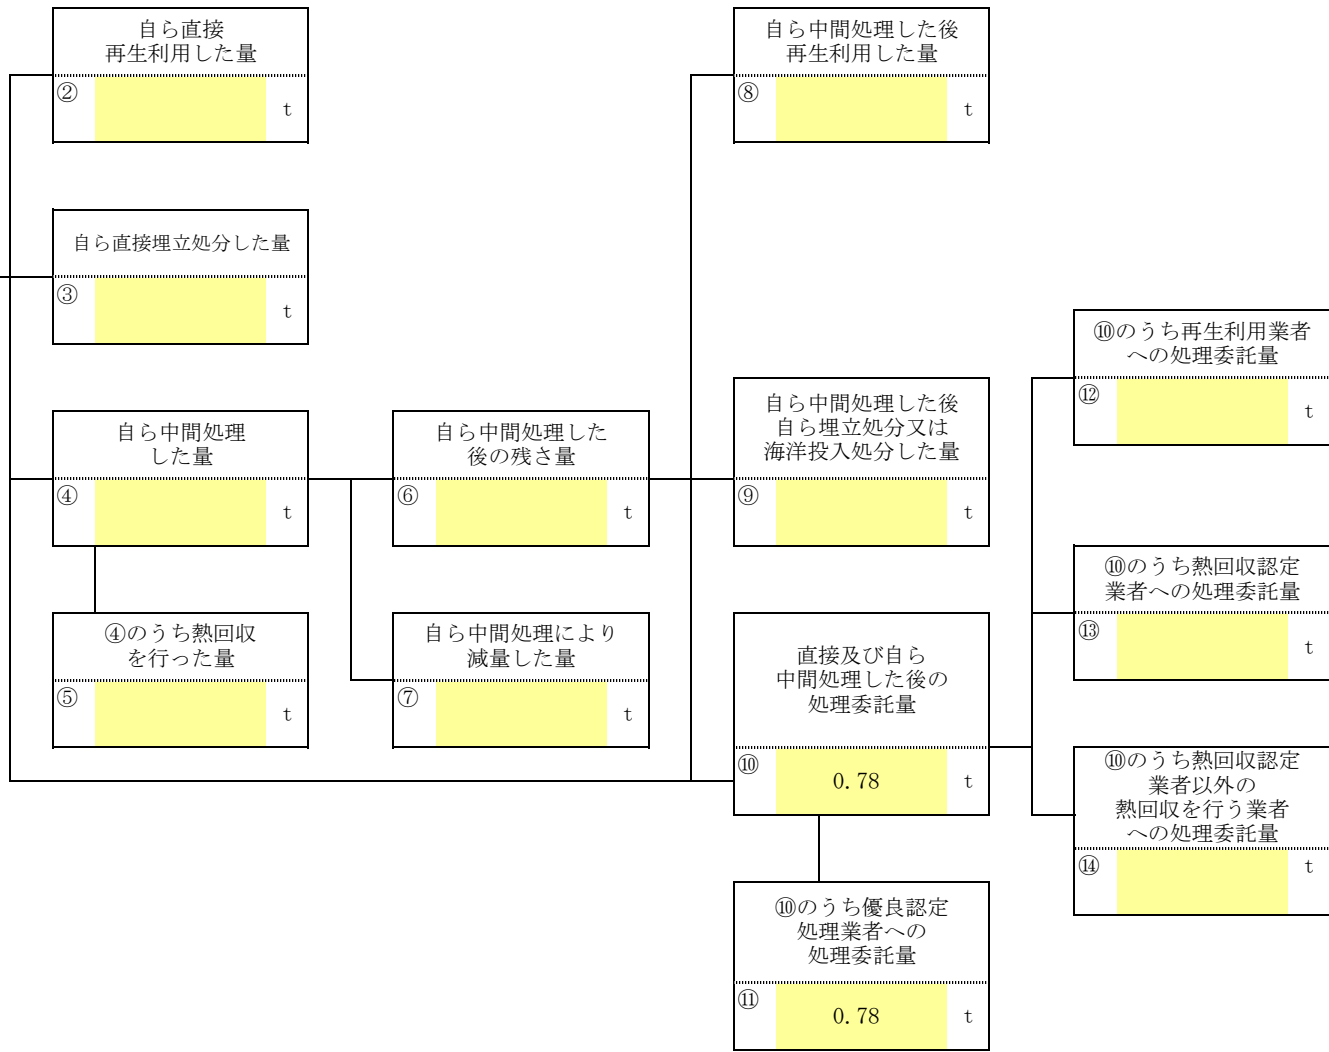 自ら直接
再生利用した量
②
t
自ら中間処理した後
再生利用した量
⑧
t
自ら直接埋立処分した量
③
t
⑩のうち再生利用業者
への処理委託量
⑫
t
自ら中間処理
した量
④
t
自ら中間処理した
後の残さ量
⑥
t
自ら中間処理した後
自ら埋立処分又は
海洋投入処分した量
⑨
t
⑩のうち熱回収認定
業者への処理委託量
⑬
t
④のうち熱回収
を行った量
⑤
t
自ら中間処理により
減量した量
⑦
t
直接及び自ら
中間処理した後の
処理委託量
⑩
0.78
t
⑩のうち熱回収認定
業者以外の
熱回収を行う業者
への処理委託量
⑭
t
⑩のうち優良認定
処理業者への
処理委託量
⑪
0.78
t